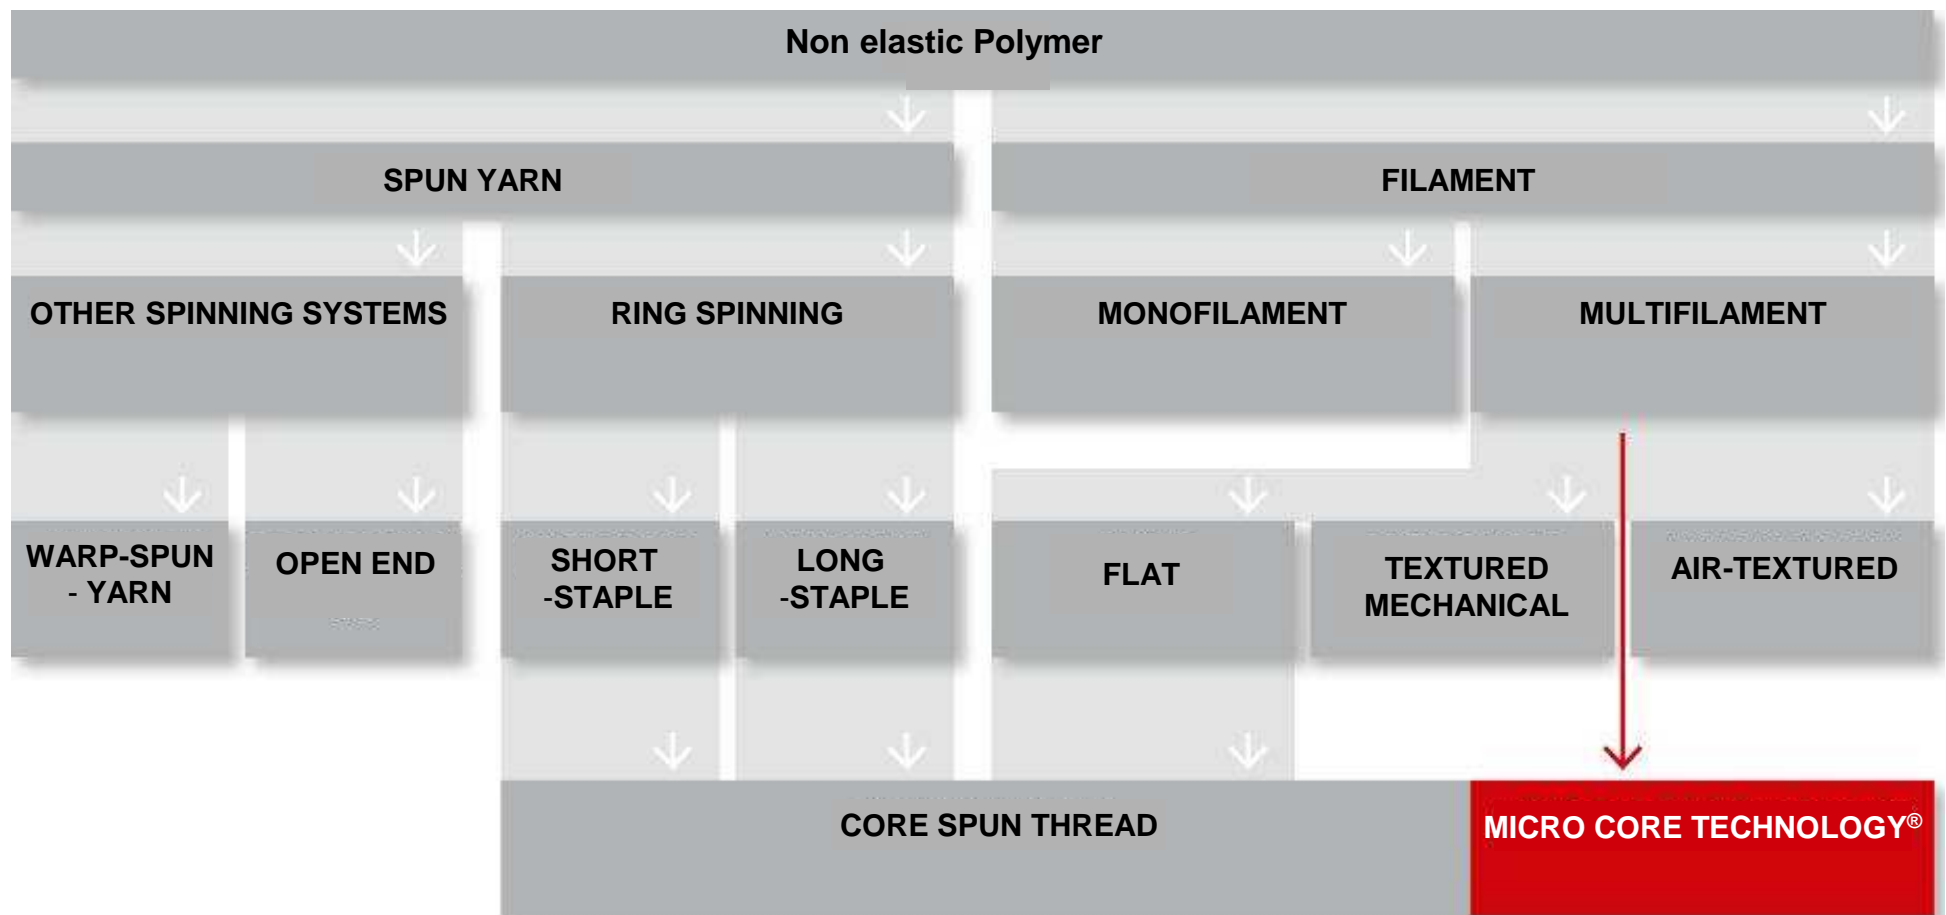 Non elastic Polymer
SPUN YARN
FILAMENT
OTHER SPINNING SYSTEMS
RING SPINNING
MONOFILAMENT
MULTIFILAMENT
WARP-SPUN
- YARN
OPEN END
SHORT
-STAPLE
LONG
-STAPLE
FLAT
TEXTURED
MECHANICAL
AIR-TEXTURED
CORE SPUN THREAD
MICRO CORE TECHNOLOGY®